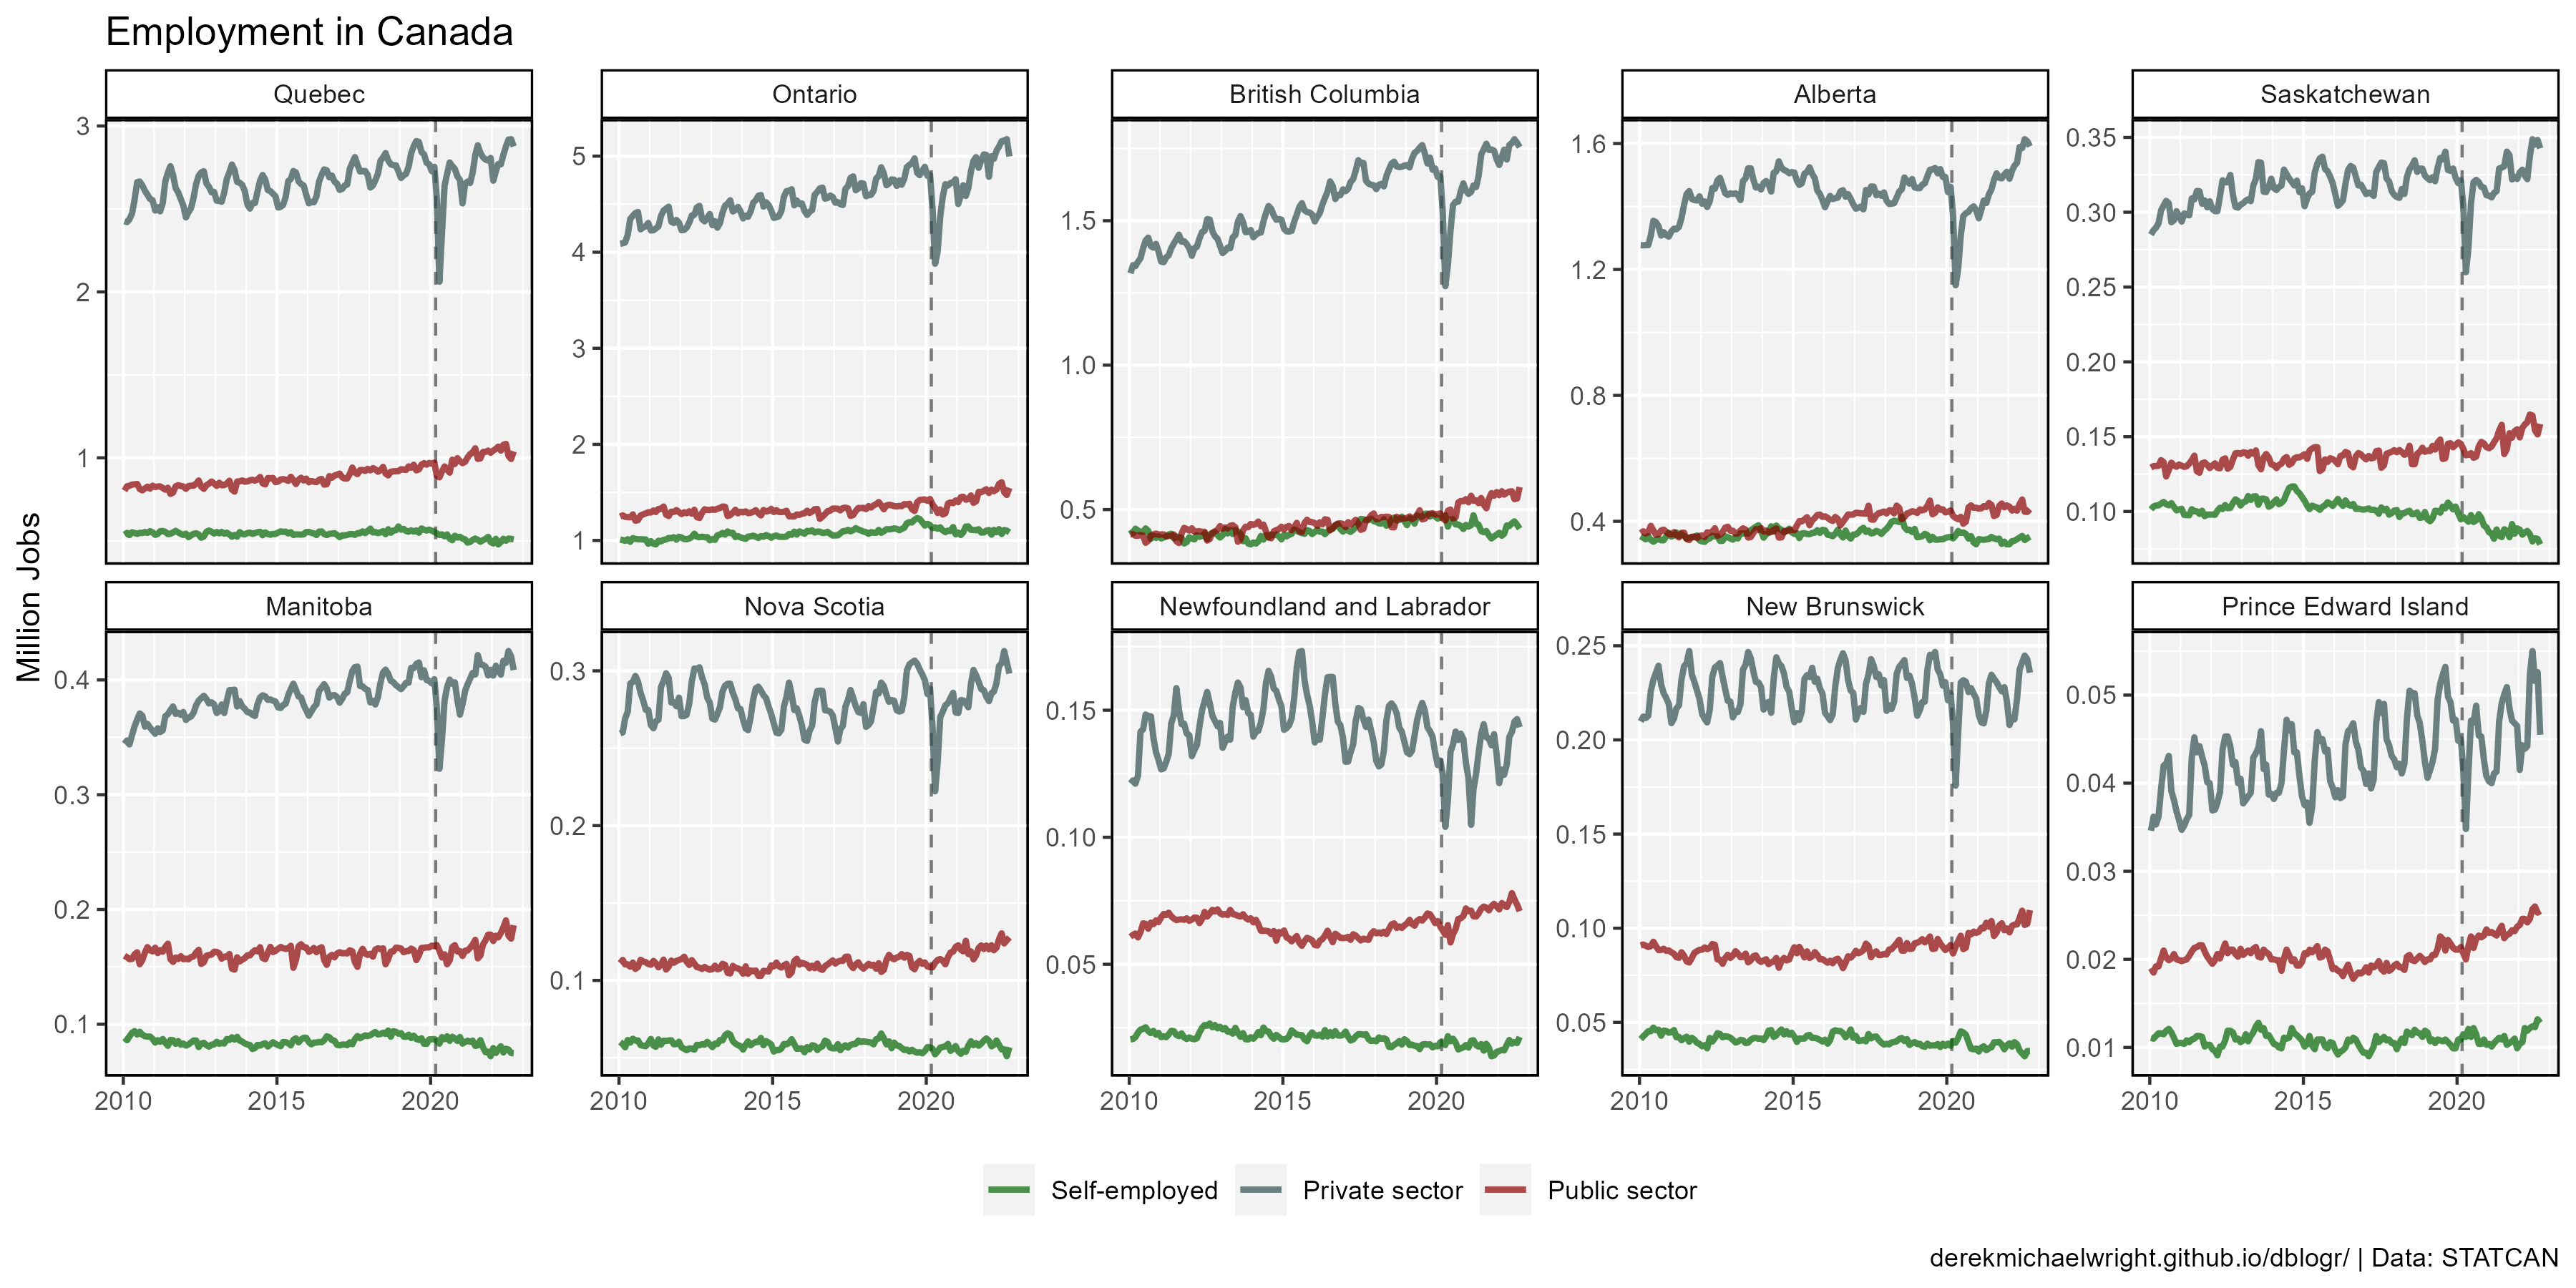 Employment in Canada
Quebec
Ontario
British Columbia
Alberta
Saskatchewan
3
2
1
5
4
3
2
1
1.5
1.0
0.5
1.6
1.2
0.8
0.4
0.35
0.30
0.25
0.20
0.15
0.10
Million Jobs
Manitoba
Nova Scotia
Newfoundland and Labrador
New Brunswick
Prince Edward Island
0.4
0.3
0.2
0.1
0.3
0.2
0.1
0.15
0.10
0.05
0.25
0.20
0.15
0.10
0.05
0.05
0.04
0.03
0.02
0.01
2010 2015 2020
2010 2015 2020
2010 2015 2020
2010 2015 2020
2010 2015 2020
Self-employed Private sector Public sector
derekmichaelwright.github.io/dblogr/ | Data: STATCAN